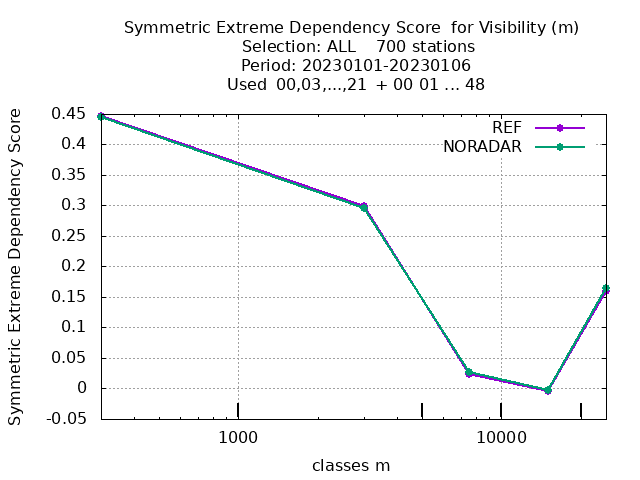 Symmetric Extreme Dependency Score  for Visibility (m)
Selection: ALL    700 stations
Period: 20230101-20230106
Used  00,03,...,21  + 00 01 ... 48
Symmetric Extreme Dependency Score
0.45
0.4
0.35
0.3
0.25
0.2
0.15
0.1
0.05
0
-0.05
REF
NORADAR
1000 10000
classes m